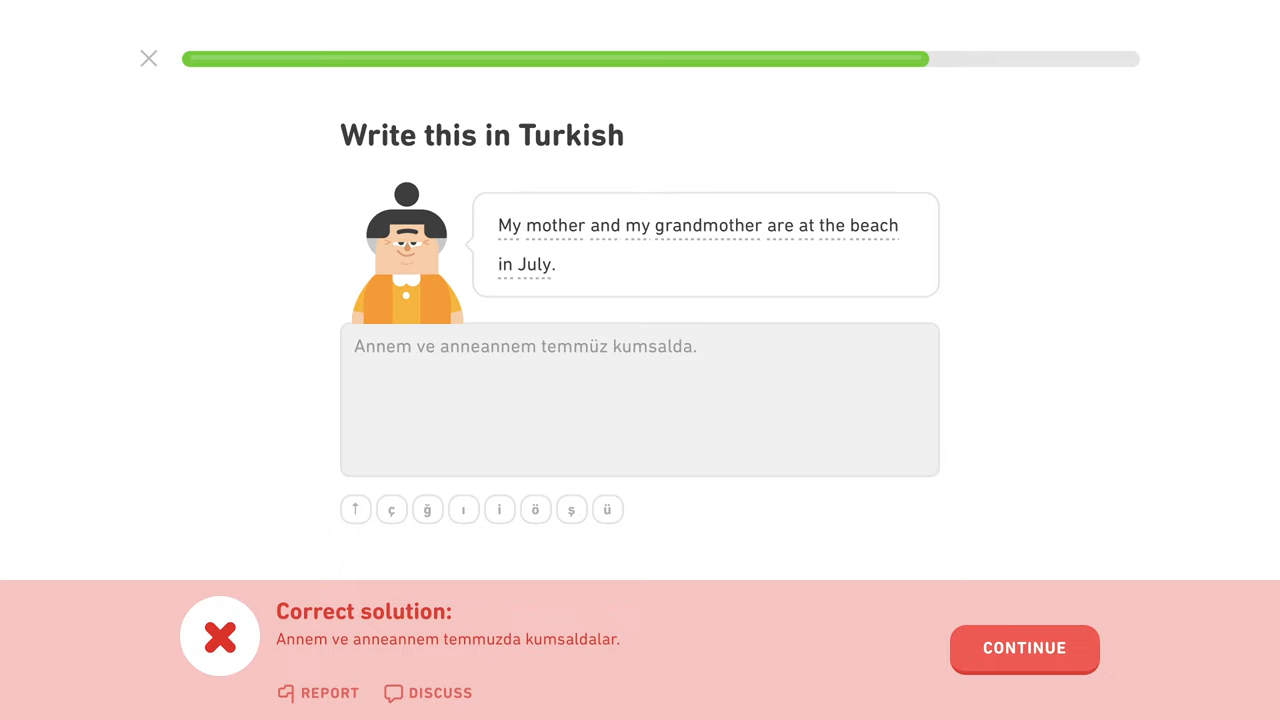 Write this in Turkish
My mother and my grandmother are at the beach
in July.
Annem ve anneannem temmüz kumsalda.
↑ ç ğ ı i ö ş ü
Correct solution:
Annem ve anneannem temmuzda kumsaldalar.
CONTINUE
REPORT DISCUSS